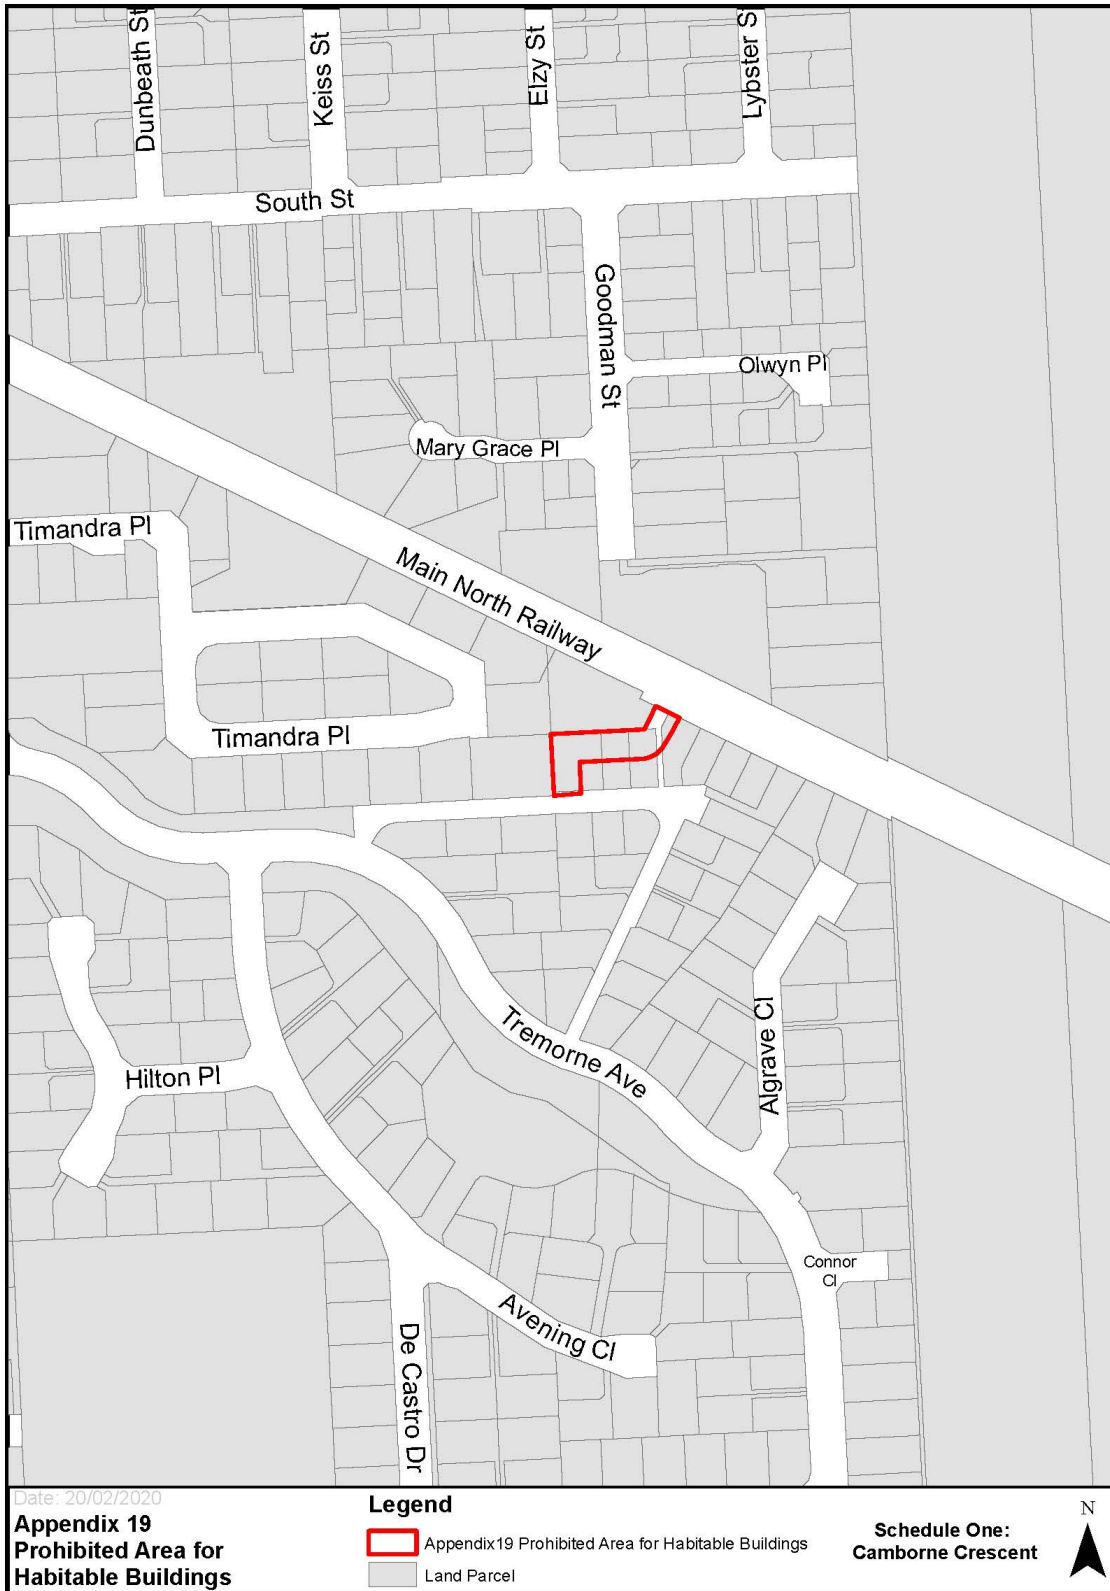 Dunbeath St
Keiss St
Elzy St
Lybster S
South St
Goodman St
Olwyn Pl
Mary Grace Pl
Timandra Pl
Main North Railway
Timandra Pl
Tremorne Ave
Algrave Cl
Hilton Pl
Connor
Cl
Avening Cl
De Castro Dr
Date: 20/02/2020
Appendix 19
Prohibited Area for
Habitable Buildings
Legend
Appendix19 Prohibited Area for Habitable Buildings
Land Parcel
Schedule One:
Camborne Crescent
N